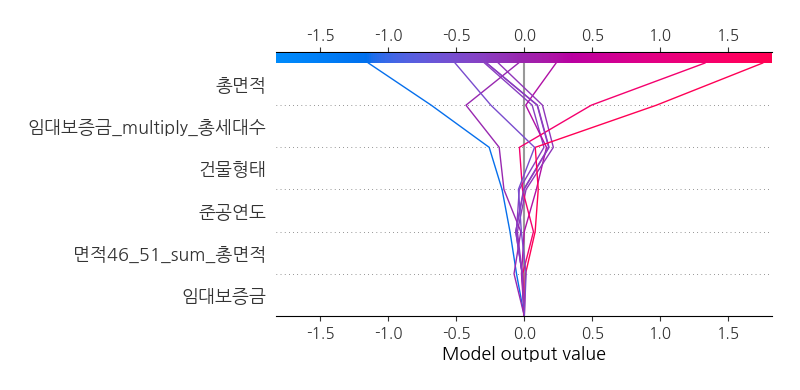 -1.5 -1.0 -0.5 0.0 0.5 1.0 1.5
총면적
임대보증금_multiply_총세대수
건물형태
준공연도
면적46_51_sum_총면적
임대보증금
-1.5 -1.0 -0.5 0.0 0.5 1.0 1.5
Model output value